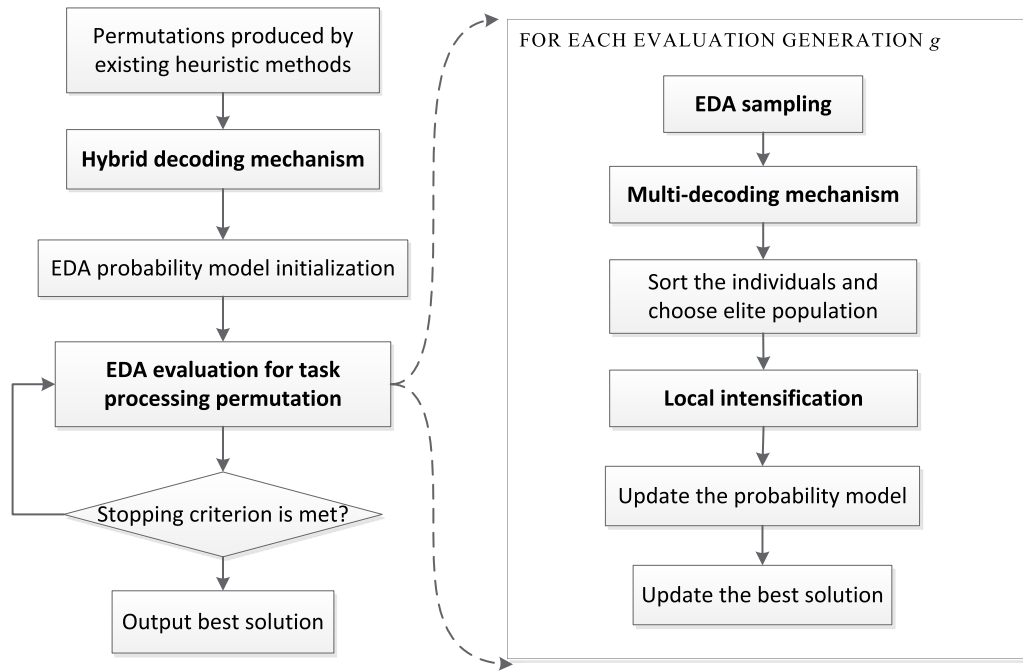 Permutations produced by
existing heuristic methods
Hybrid decoding mechanism
EDA probability model initialization
EDA evaluation for task
processing permutation
Stopping criterion is met?
Output best solution
FOR EACH EVALUATION GENERATION g
EDA sampling
Multi-decoding mechanism
Sort the individuals and
choose elite population
Local intensification
Update the probability model
Update the best solution